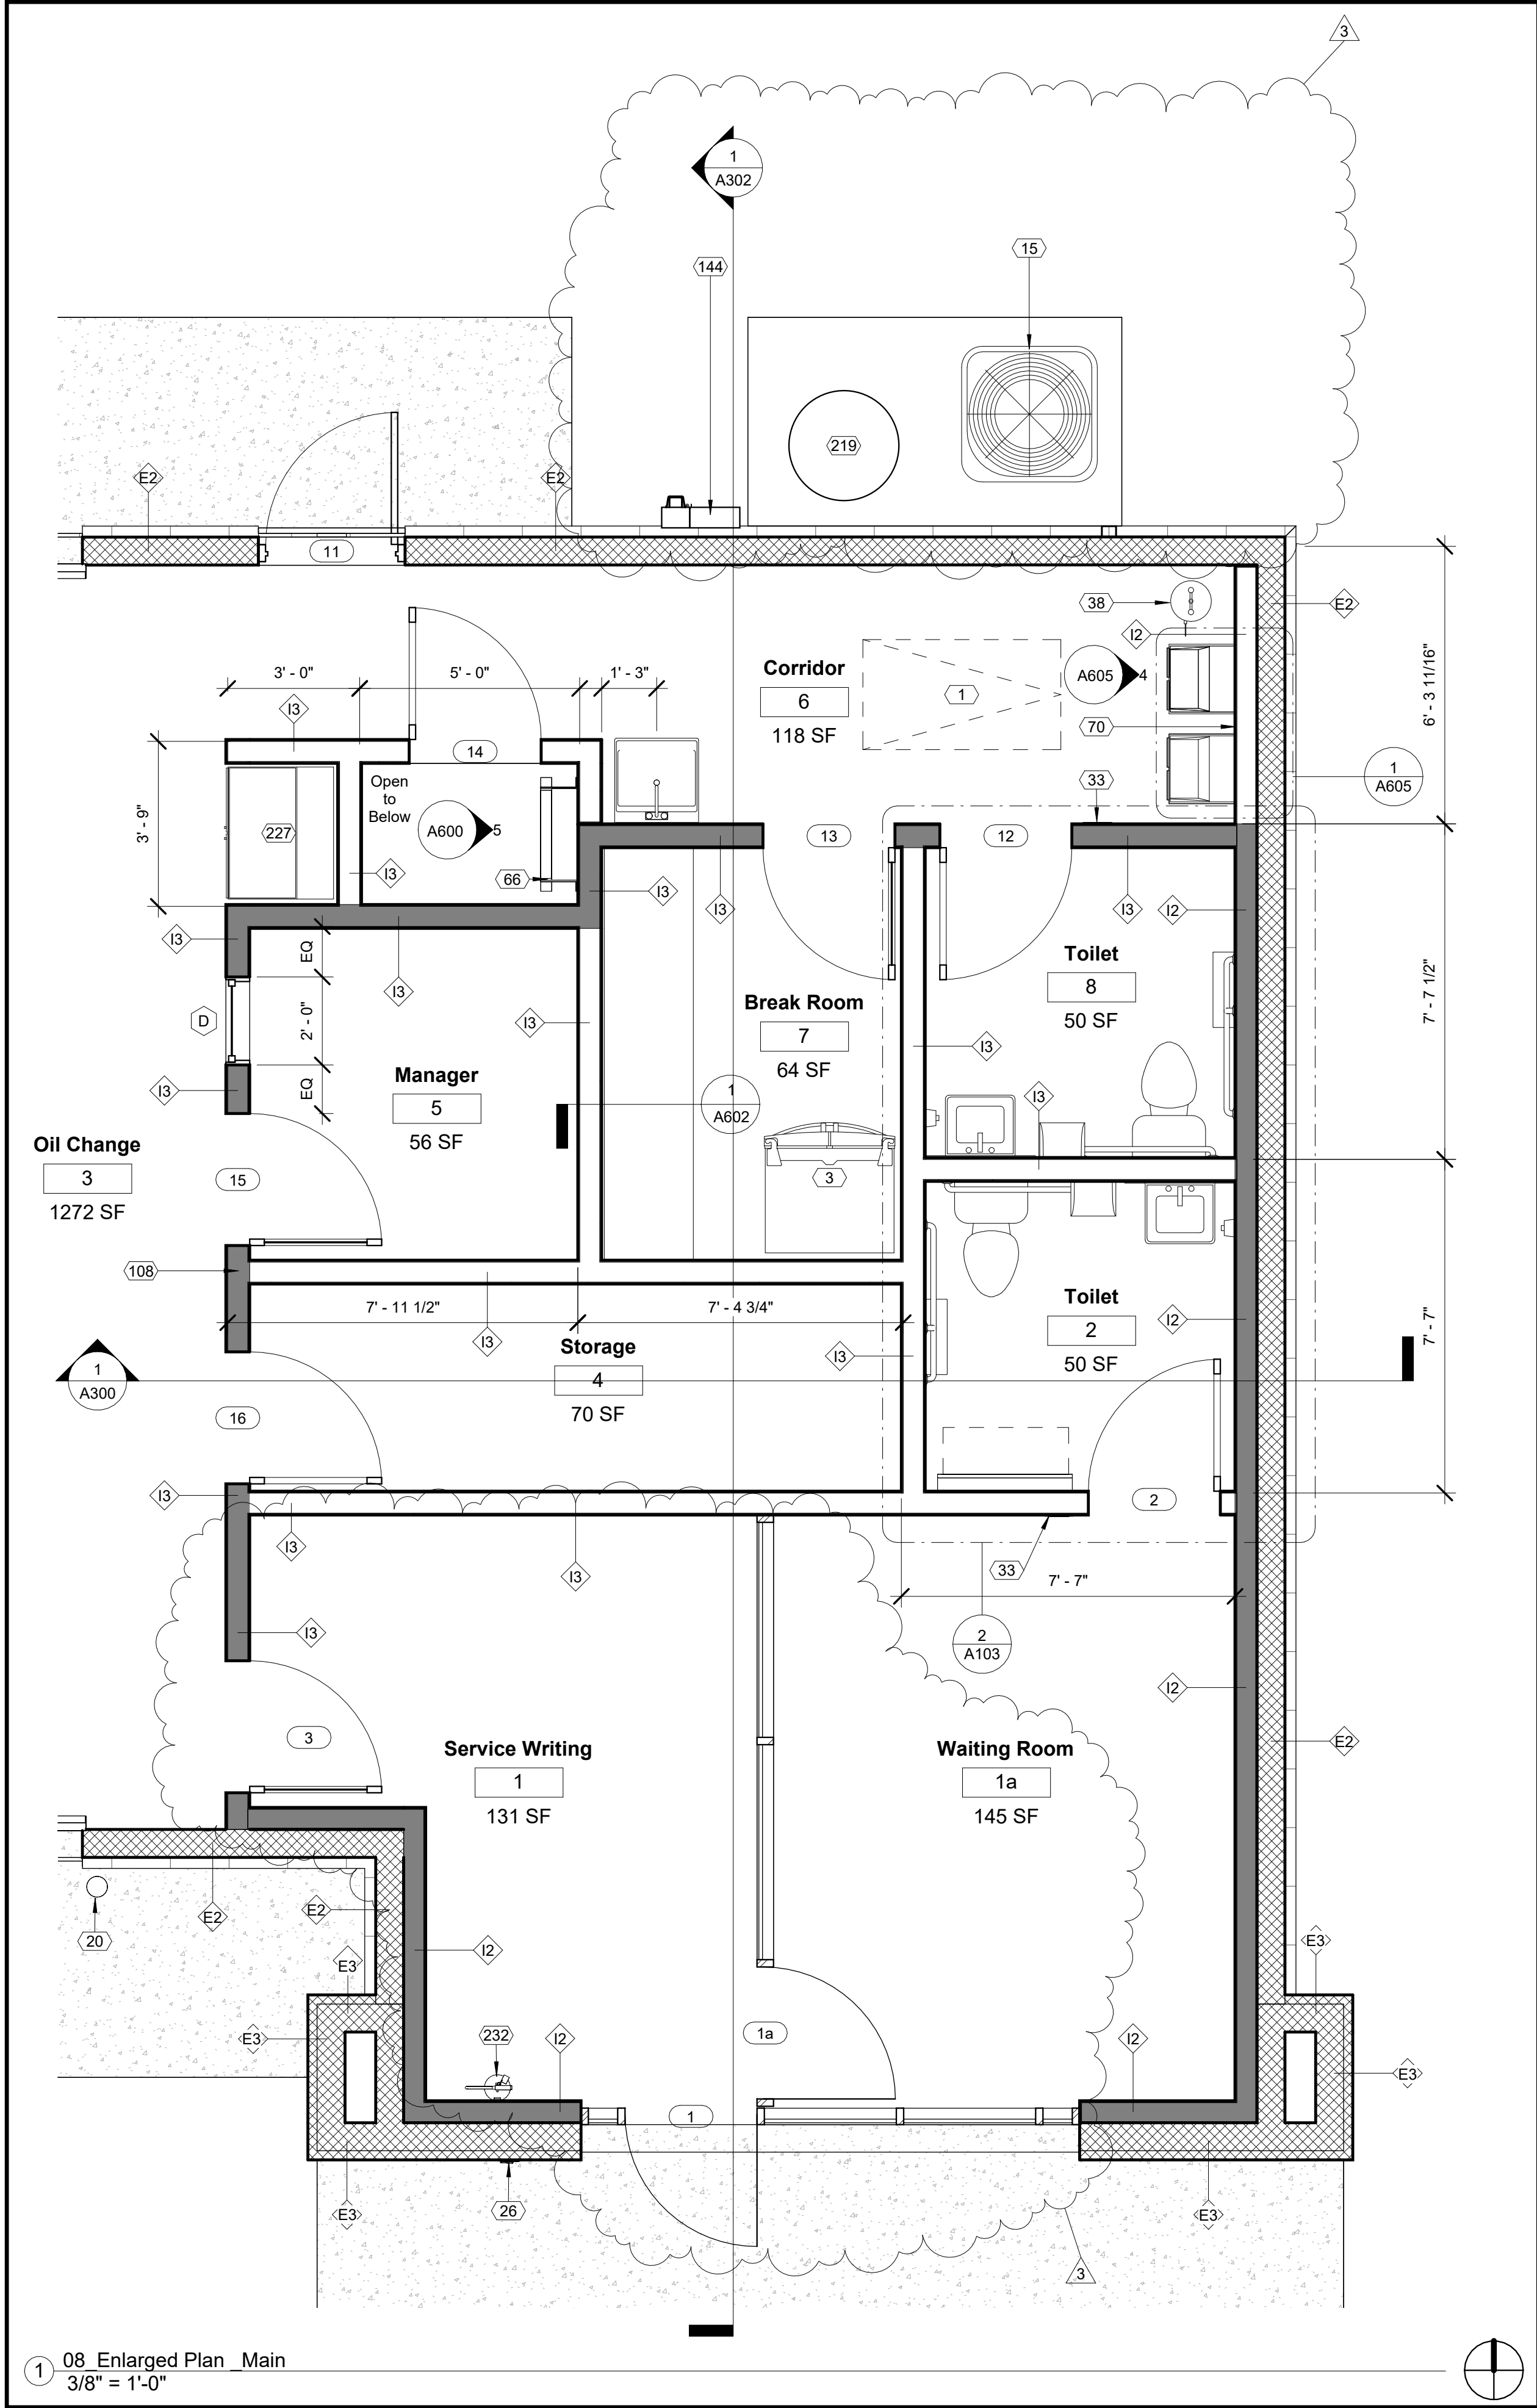 3
1
A302
144
15
219
E2
E2
11
38
E2
I2
3' - 0"
5' - 0"
1' - 3"
Corridor
6
118 SF
1
A605
4
6' - 3 11/16"
I3
70
14
Open
to
Below
1
A605
33
3' - 9"
227
A600
5
13
12
I3
66
I3
I3
I3
I2
I3
EQ
I3
Toilet
8
50 SF
7' - 7 1/2"
D
2' - 0"
I3
Break Room
7
64 SF
I3
I3
EQ
Manager
5
56 SF
1
A602
I3
Oil Change
3
1272 SF
15
3
108
7' - 11 1/2"
7' - 4 3/4"
Toilet
2
50 SF
I2
7' - 7"
I3
Storage
4
70 SF
I3
1
A300
16
I3
2
I3
I3
33
7' - 7"
I3
2
A103
I2
3
Service Writing
1
131 SF
Waiting Room
1a
145 SF
E2
E2
E2
20
I2
E3
E3
E3
232
I2
1a
I2
E3
1
26
E3
E3
3
1
08_Enlarged Plan _Main
3/8" = 1'-0"